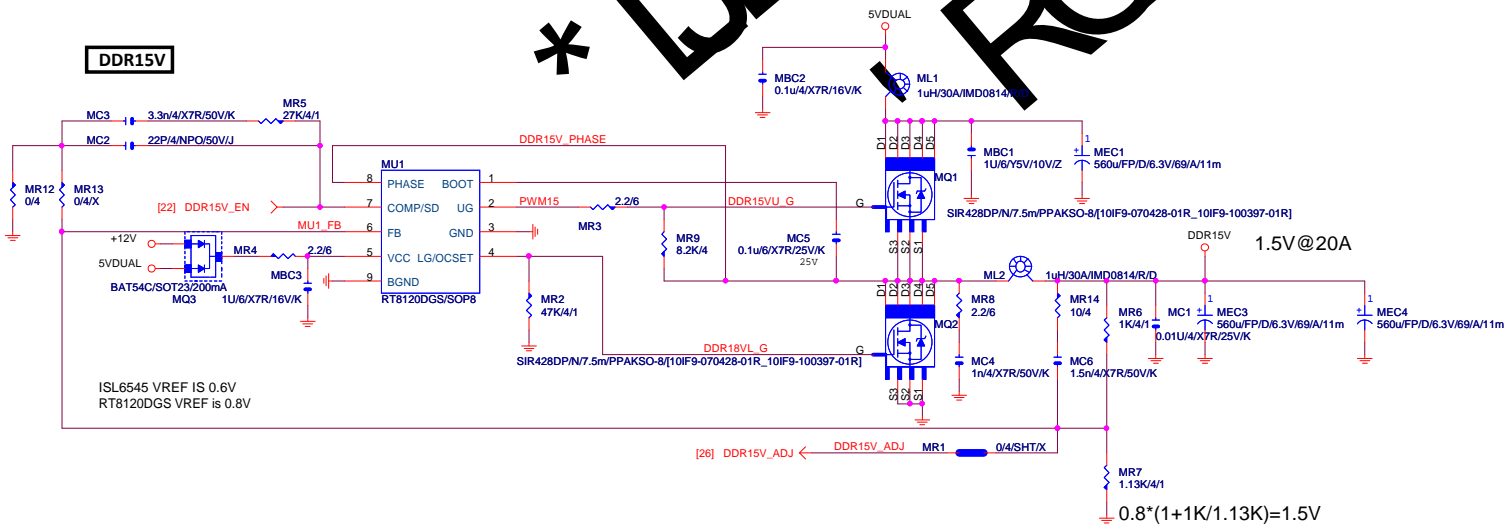 5VDUAL
DDR15V
MBC2
0.1u/4/X7R/16V/K
ML1
1uH/30A/IMD0814/
MC3
3.3n/4/X7R/50V/K
MR5
27K/4/1
MC2
22P/4/NPO/50V/J
DDR15V_PHASE
D1
D2
D3
D4
D5
MBC1
1U/6/Y5V/10V/Z
1
+
MEC1
560u/FP/D/6.3V/69/A/11m
MU1
MQ1
MR12
0/4
MR13
0/4/X
8 PHASE BOOT 1
7 COMP/SD UG 2
6 FB GND 3
5 VCC LG/OCSET 4
9 BGND
RT8120DGS/SOP8
[22] DDR15V_EN
PWM15
2.2/6
MR3
DDR15VU_G
G
SIR428DP/N/7.5m/PPAKSO-8/[10IF9-070428-01R_10IF9-100397-01R]
MU1_FB
+12V
5VDUAL
MR4
2.2/6
MBC3
1U/6/X7R/16V/K
BAT54C/SOT23/200mA
MQ3
MR9
8.2K/4
MC5
0.1u/6/X7R/25V/K
25V
S3
S2
S1
DDR15V
1.5V@20A
ML2
1uH/30A/IMD0814/R/D
MR2
47K/4/1
D1
D2
D3
D4
D5
MQ2
MR8
2.2/6
MR14
10/4
MR6
1K/4/1
MC1
0.01U/4/X7R/25V/K
1
+
MEC3
560u/FP/D/6.3V/69/A/11m
1
+
MEC4
560u/FP/D/6.3V/69/A/11m
DDR18VL_G
G
SIR428DP/N/7.5m/PPAKSO-8/[10IF9-070428-01R_10IF9-100397-01R]
MC4
1n/4/X7R/50V/K
MC6
1.5n/4/X7R/50V/K
S3
S2
S1
ISL6545 VREF IS 0.6V
RT8120DGS VREF is 0.8V
[26] DDR15V_ADJ
DDR15V_ADJ
MR1
0/4/SHT/X
MR7
1.13K/4/1
0.8*(1+1K/1.13K)=1.5V